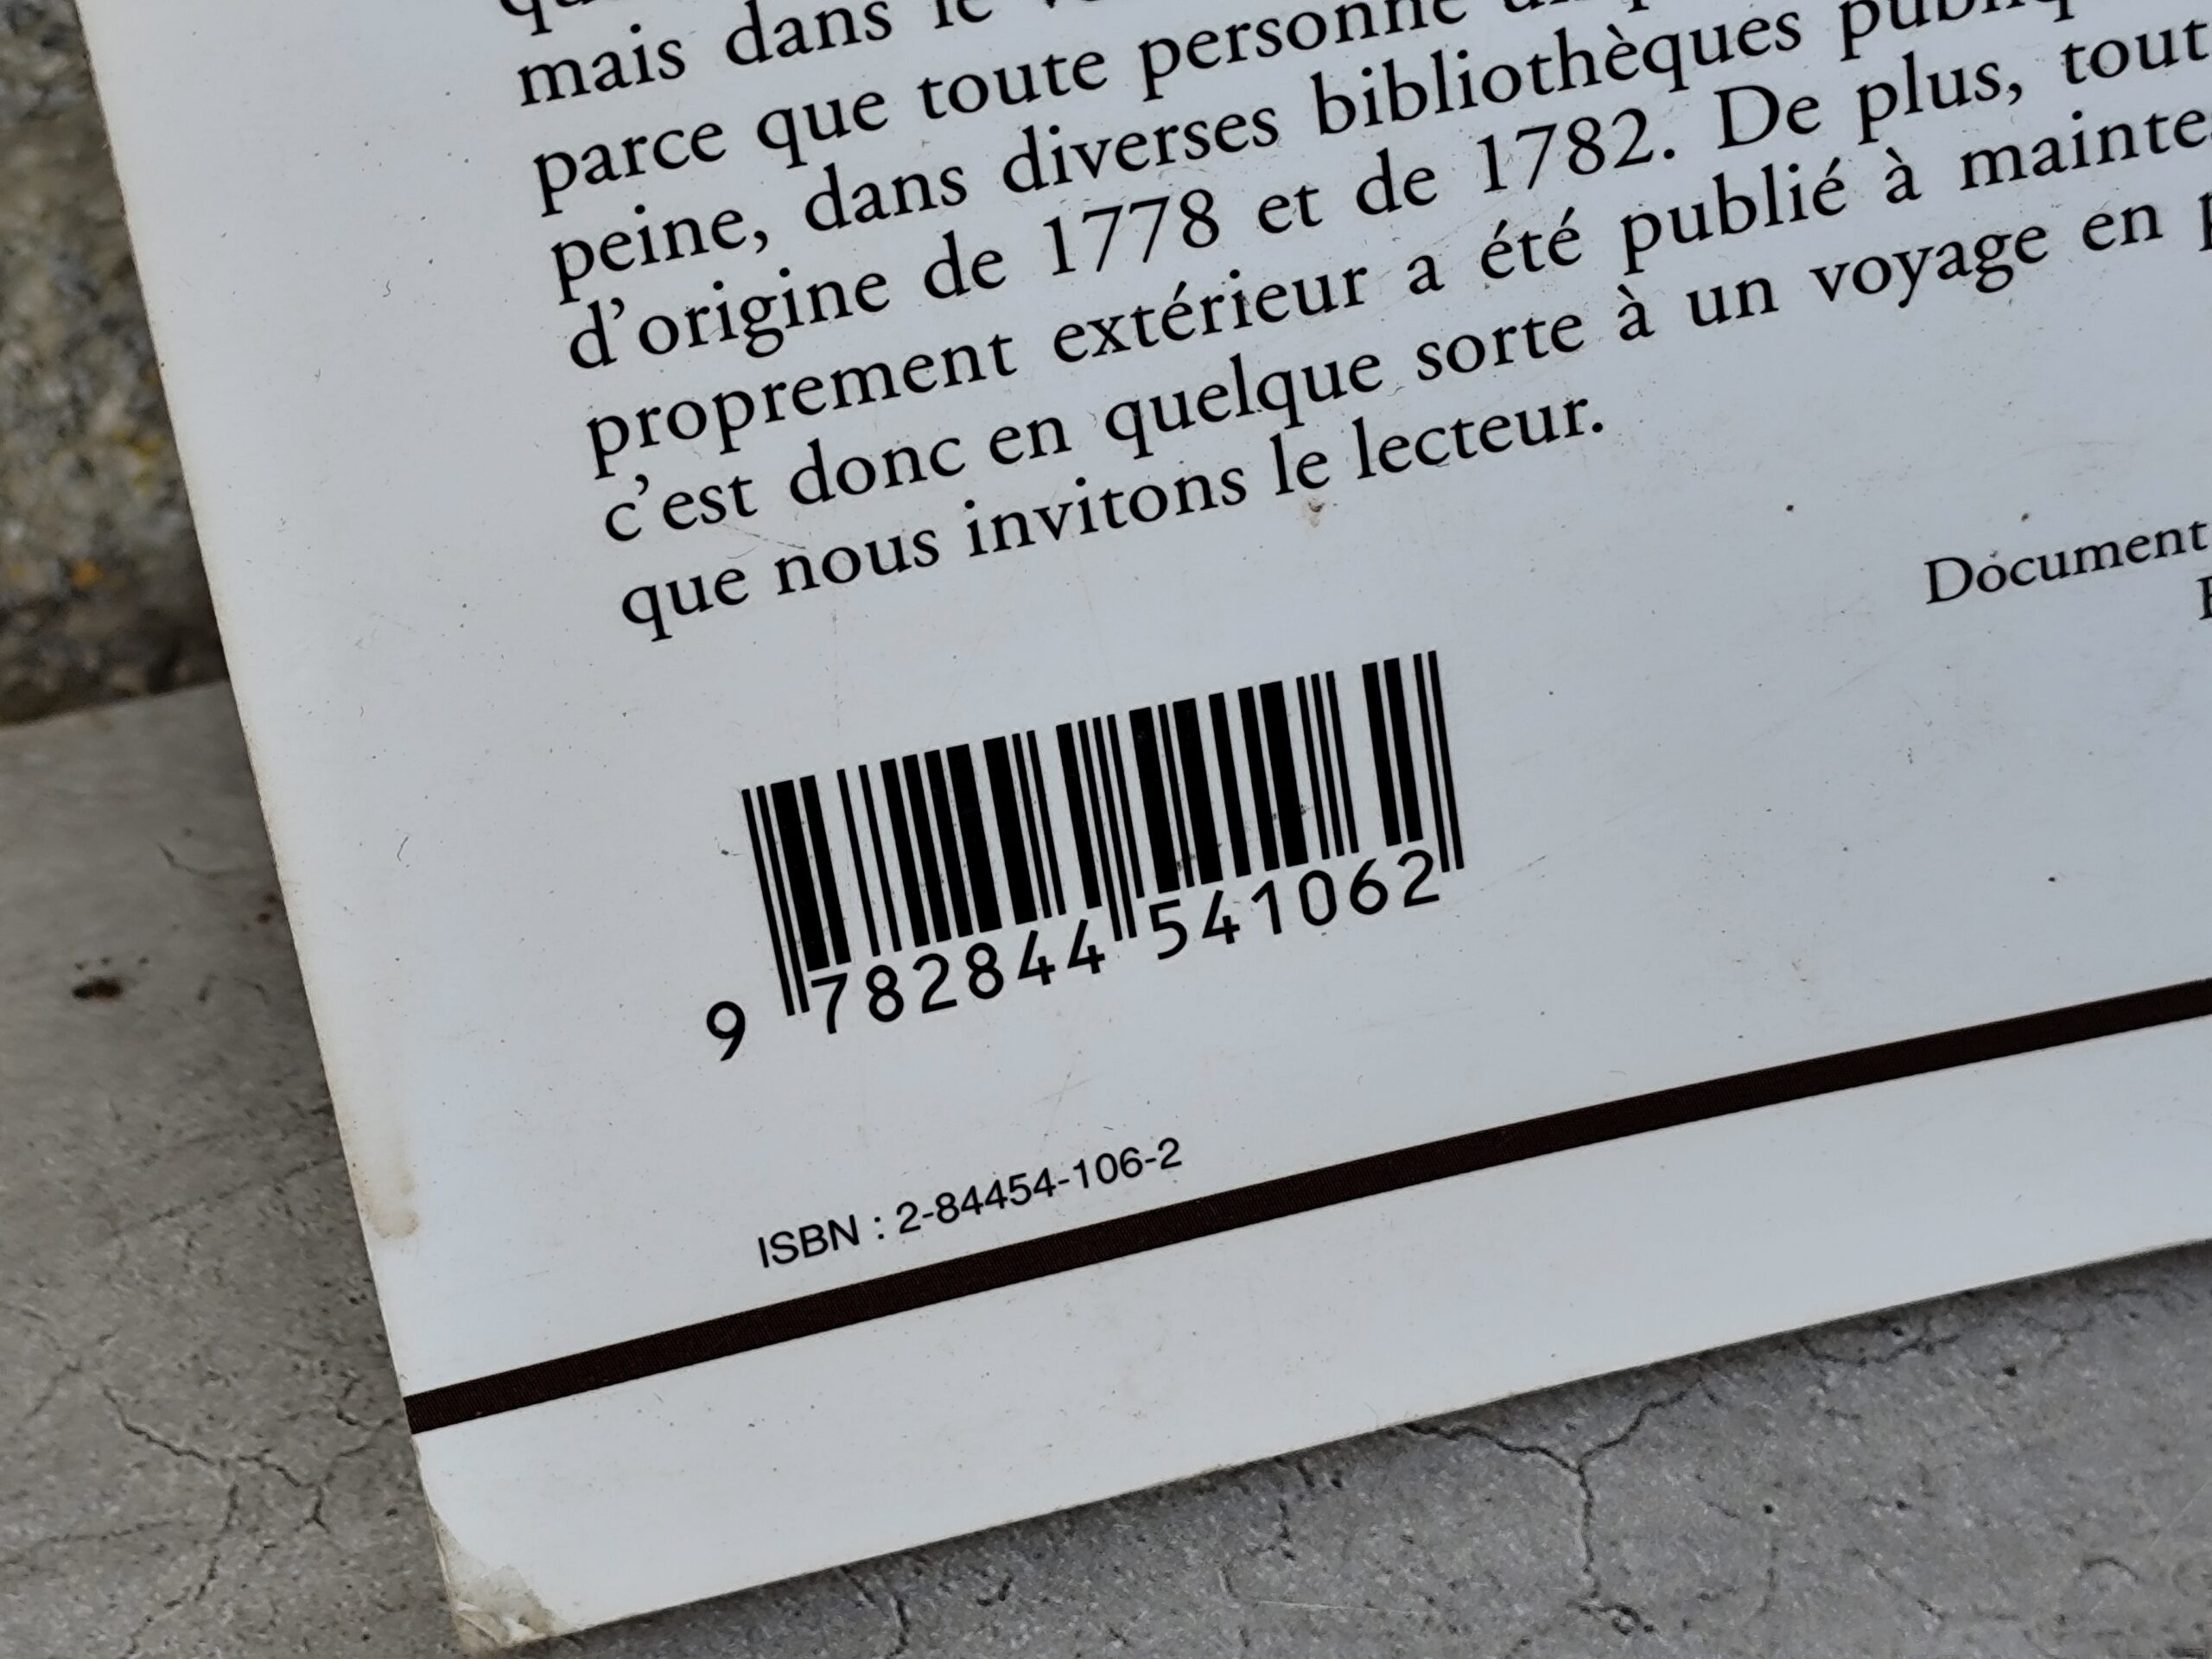 mais dans le
parce que toute personne
peine, dans diverses bibliothèques
d'origine de 1778 et de 1782. De plus, tout
proprement extérieur a été publié à mainte
c'est donc en quelque sorte à un voyage en
que nous invitons le lecteur.
Document
9 782844 541062
ISBN : 2-84454-106-2